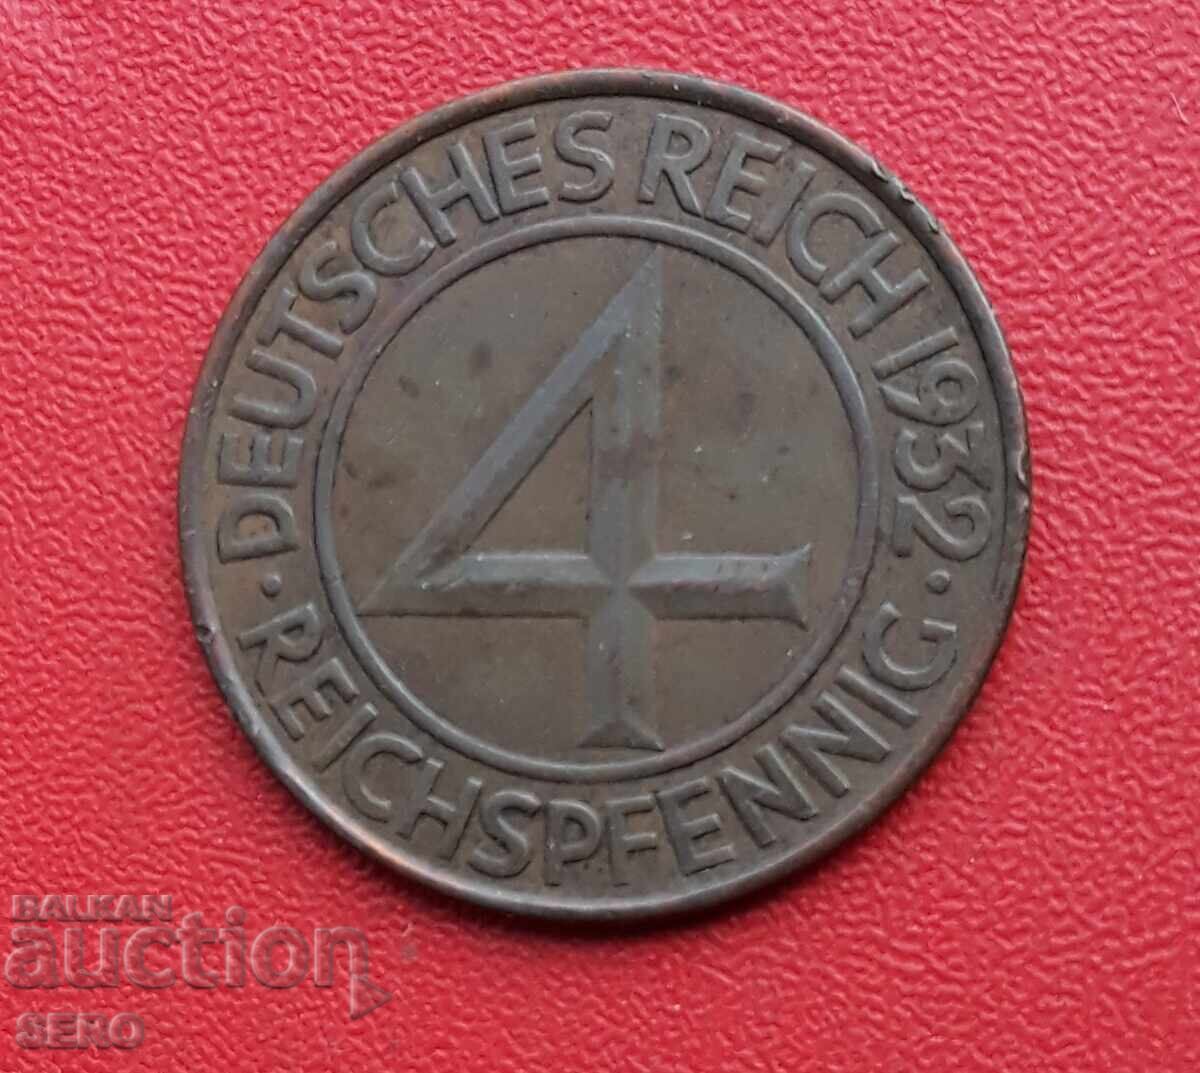 DEUTSCHES REICH 1932
4
· REICHSPFENNIG ·
BALKAN
auction
SERO